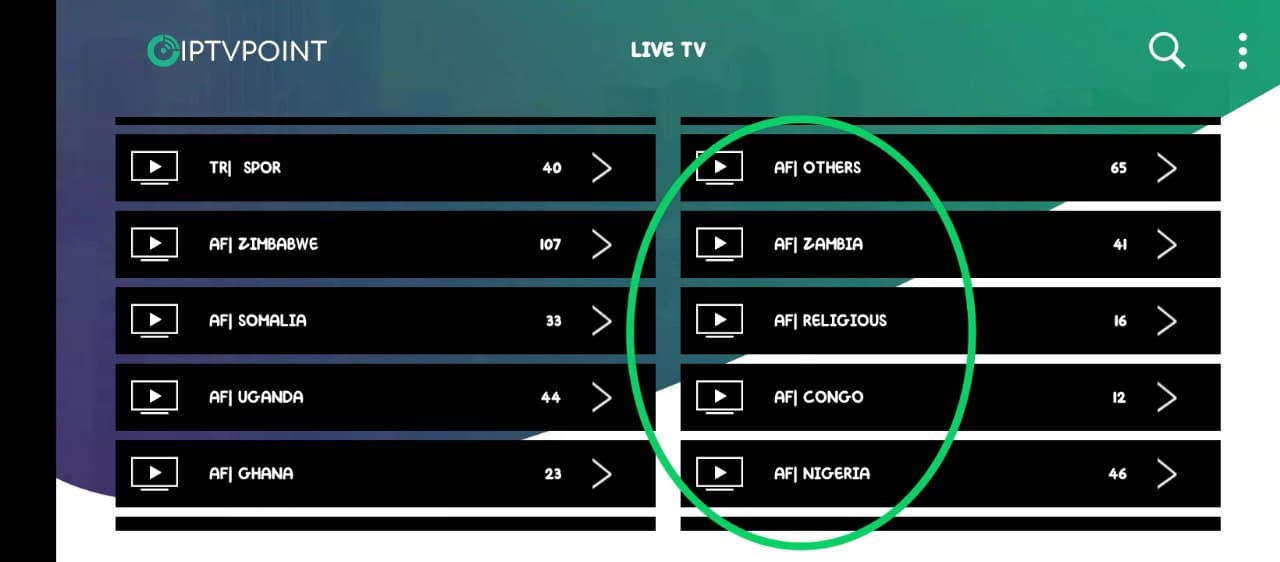 IPTVPOINT
LIVE TV
TR| SPOR 40
AF| OTHERS 65
AF| ZIMBABWE 107
AF| ZAMBIA 41
AF| SOMALIA 33
AF| RELIGIOUS 16
AF| UGANDA 44
AF| CONGO 12
AF| GHANA 23
AF| NIGERIA 46